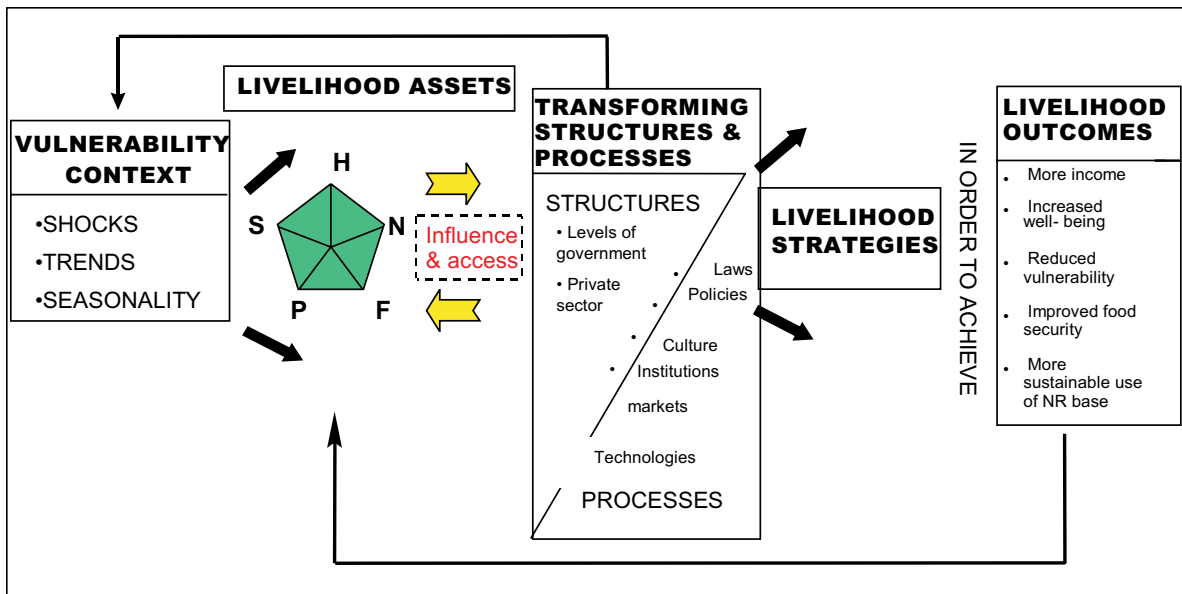 VULNERABILITY
CONTEXT
•SHOCKS
•TRENDS
•SEASONALITY
LIVELIHOOD ASSETS
H
S
N
P
F
Influence
& access
TRANSFORMING
STRUCTURES &
PROCESSES
STRUCTURES
• Levels of
government
• Private
sector
• Laws
• Policies
• Culture
• Institutions
markets
Technologies
PROCESSES
LIVELIHOOD
STRATEGIES
IN ORDER TO ACHIEVE
LIVELIHOOD
OUTCOMES
• More income
• Increased
well- being
• Reduced
vulnerability
• Improved food
security
• More
sustainable use
of NR base